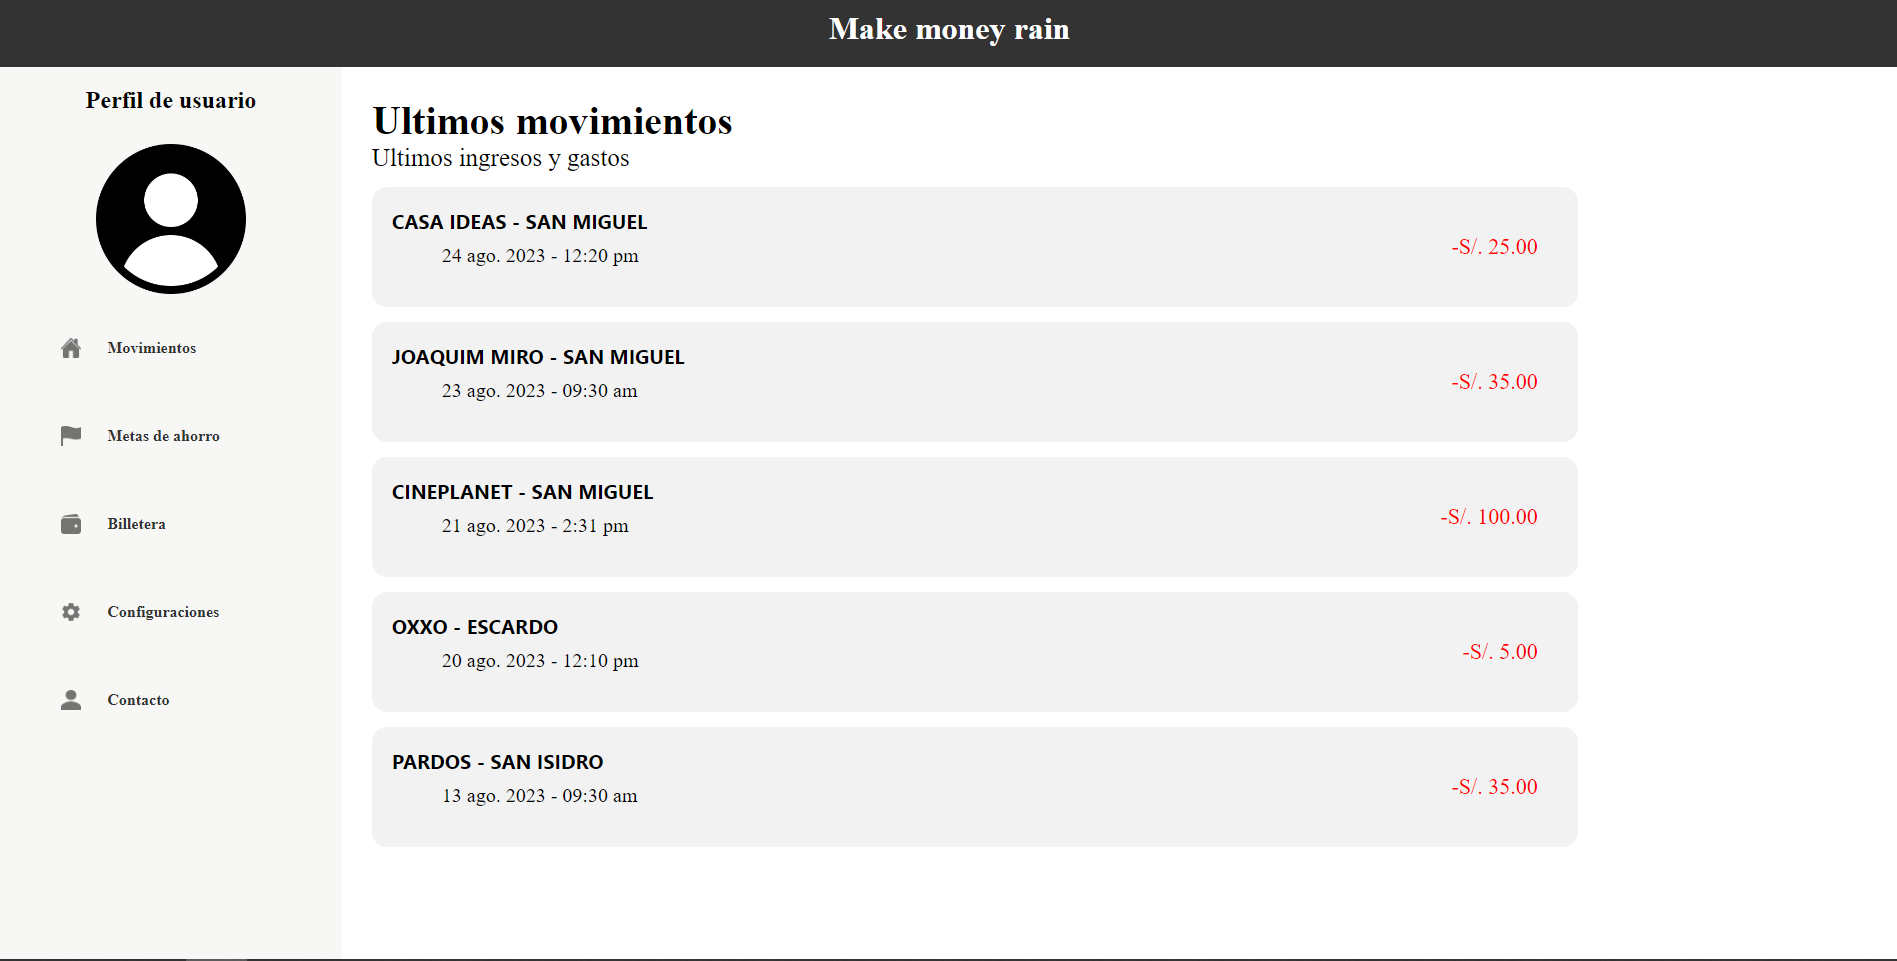 Make money rain
Perfil de usuario
Movimientos
Metas de ahorro
Billetera
Configuraciones
Contacto
Ultimos movimientos
Ultimos ingresos y gastos
CASA IDEAS - SAN MIGUEL
24 ago. 2023 - 12:20 pm
-S/. 25.00
JOAQUIM MIRO - SAN MIGUEL
23 ago. 2023 - 09:30 am
-S/. 35.00
CINEPLANET - SAN MIGUEL
21 ago. 2023 - 2:31 pm
-S/. 100.00
OXXO - ESCARDO
20 ago. 2023 - 12:10 pm
-S/. 5.00
PARDOS - SAN ISIDRO
13 ago. 2023 - 09:30 am
-S/. 35.00